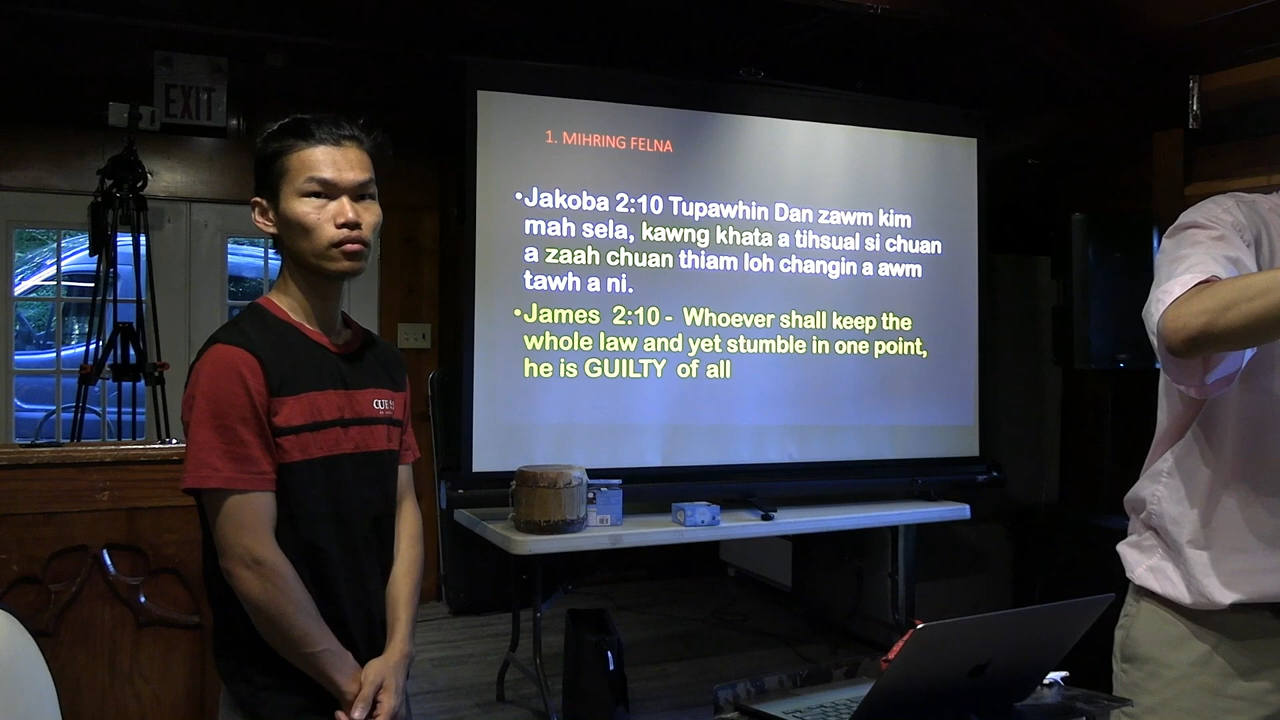 EXIT
1. MIHRING FELNA
•Jakoba 2:10 Tupawhin Dan zawm kim
mah sela, kawng khata a tihsual si chuan
a zaah chuan thiam loh changin a awm
tawh a ni.
•James 2:10 - Whoever shall keep the
whole law and yet stumble in one point,
he is GUILTY of all